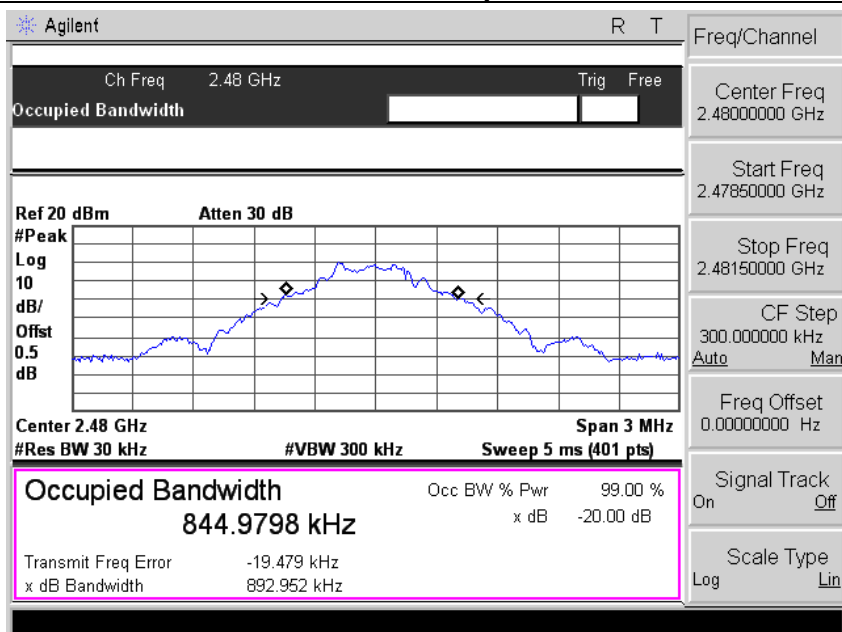 Agilent R T
Ch Freq 2.48 GHz Trig Free
Occupied Bandwidth
Ref 20 dBm Atten 30 dB
#Peak
Log
10
dB/
Offst
0.5
dB
Center 2.48 GHz Span 3 MHz
#Res BW 30 kHz #VBW 300 kHz Sweep 5 ms (401 pts)
Occupied Bandwidth Occ BW % Pwr 99.00 %
844.9798 kHz x dB -20.00 dB
Transmit Freq Error -19.479 kHz
x dB Bandwidth 892.952 kHz
Freq/Channel
Center Freq
2.48000000 GHz
Start Freq
2.47850000 GHz
Stop Freq
2.48150000 GHz
CF Step
300.000000 kHz
Auto Man
Freq Offset
0.00000000 Hz
Signal Track
On Off
Scale Type
Log Lin